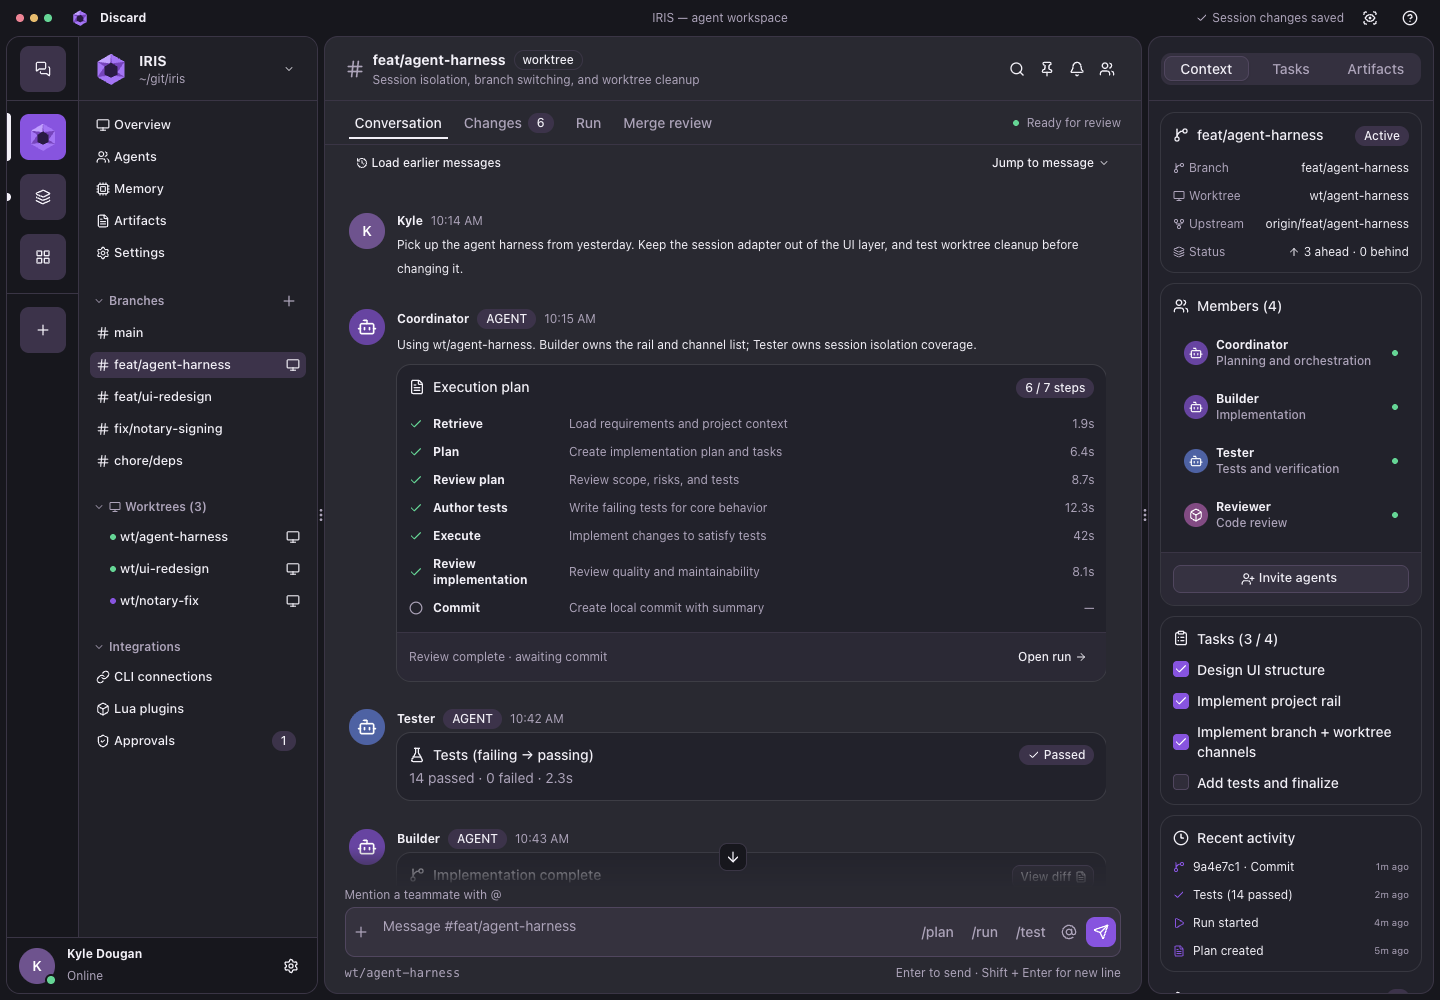 Discard
IRIS — agent workspace
Session changes saved
IRIS
~/git/iris
Overview
Agents
Memory
Artifacts
Settings
Branches
main
feat/agent-harness
feat/ui-redesign
fix/notary-signing
chore/deps
Worktrees (3)
wt/agent-harness
wt/ui-redesign
wt/notary-fix
Integrations
CLI connections
Lua plugins
Approvals 1
K
Kyle Dougan
Online
# feat/agent-harness worktree
Session isolation, branch switching, and worktree cleanup
Conversation Changes 6 Run Merge review Ready for review
Load earlier messages Jump to message
K
Kyle 10:14 AM
Pick up the agent harness from yesterday. Keep the session adapter out of the UI layer, and test worktree cleanup before
changing it.
Coordinator AGENT 10:15 AM
Using wt/agent-harness. Builder owns the rail and channel list; Tester owns session isolation coverage.
Execution plan 6 / 7 steps
Retrieve Load requirements and project context 1.9s
Plan Create implementation plan and tasks 6.4s
Review plan Review scope, risks, and tests 8.7s
Author tests Write failing tests for core behavior 12.3s
Execute Implement changes to satisfy tests 42s
Review
implementation Review quality and maintainability 8.1s
Commit Create local commit with summary —
Review complete · awaiting commit Open run →
Tester AGENT 10:42 AM
Tests (failing → passing) Passed
14 passed · 0 failed · 2.3s
Builder AGENT 10:43 AM
Implementation complete View diff
Mention a teammate with @
Message #feat/agent-harness /plan /run /test @
wt/agent-harness Enter to send · Shift + Enter for new line
Context Tasks Artifacts
feat/agent-harness Active
Branch feat/agent-harness
Worktree wt/agent-harness
Upstream origin/feat/agent-harness
Status ↑ 3 ahead · 0 behind
Members (4)
Coordinator
Planning and orchestration
Builder
Implementation
Tester
Tests and verification
Reviewer
Code review
Invite agents
Tasks (3 / 4)
Design UI structure
Implement project rail
Implement branch + worktree
channels
Add tests and finalize
Recent activity
9a4e7c1 · Commit 1m ago
Tests (14 passed) 2m ago
Run started 4m ago
Plan created 5m ago